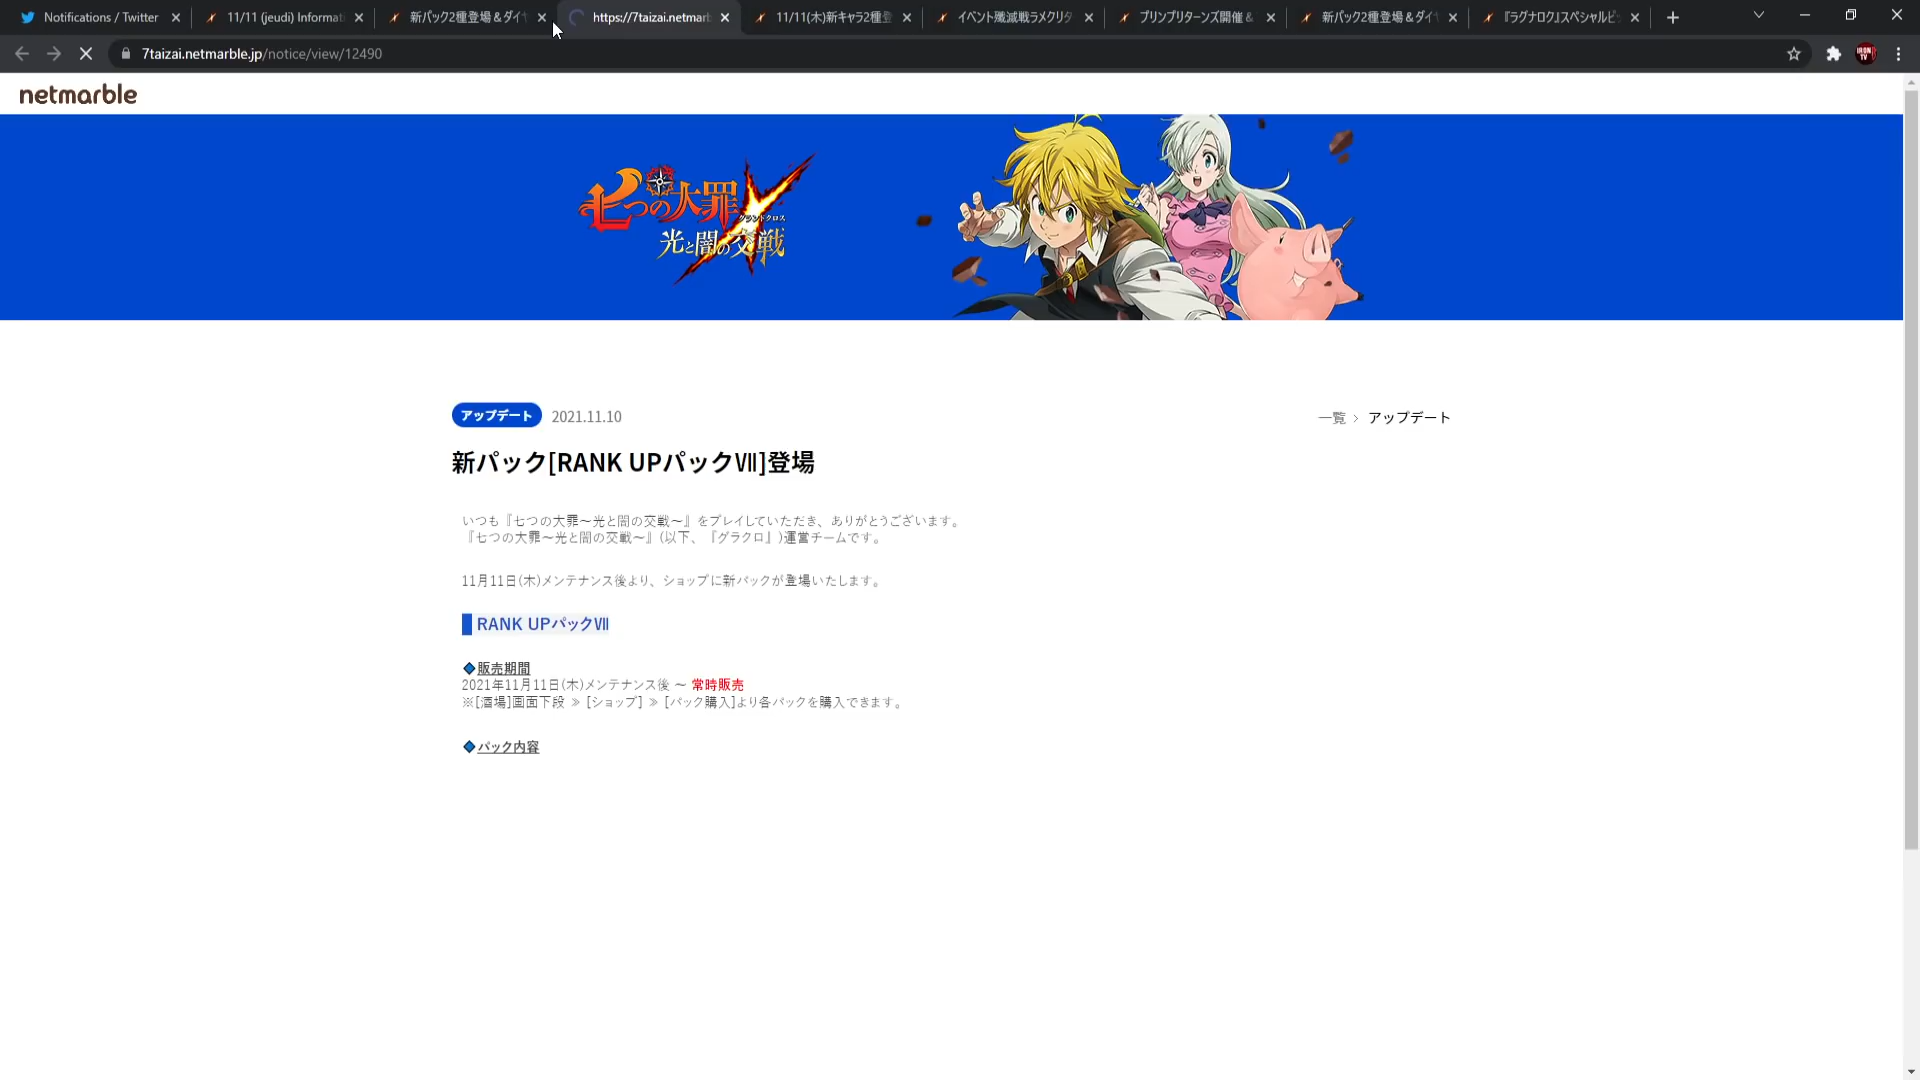 Notifications / Twitter
11/11 (jeudi) Informat
新パック2種登場＆ダイヤ
https://7taizai.netmarb
11/11(木)新キャラ2種登
イベント殲滅戦ラメクリタ
プリンプリターンズ開催＆
新パック2種登場＆ダイヤ
『ラグナロク』スペシャルビ
7taizai.netmarble.jp/notice/view/12490
IRON TV
netmarble
七つの大罪
グランドクロス
光と闇の交戦
アップデート 2021.11.10
一覧 > アップデート
新パック[RANK UPパックⅦ]登場
いつも『七つの大罪～光と闇の交戦～』をプレイしていただき、ありがとうございます。
『七つの大罪～光と闇の交戦～』(以下、『グラクロ』)運営チームです。
11月11日(木)メンテナンス後より、ショップに新パックが登場いたします。
RANK UPパックⅦ
◆販売期間
2021年11月11日(木)メンテナンス後 ～ 常時販売
※[酒場]画面下段 ≫ [ショップ] ≫ [パック購入]より各パックを購入できます。
◆パック内容